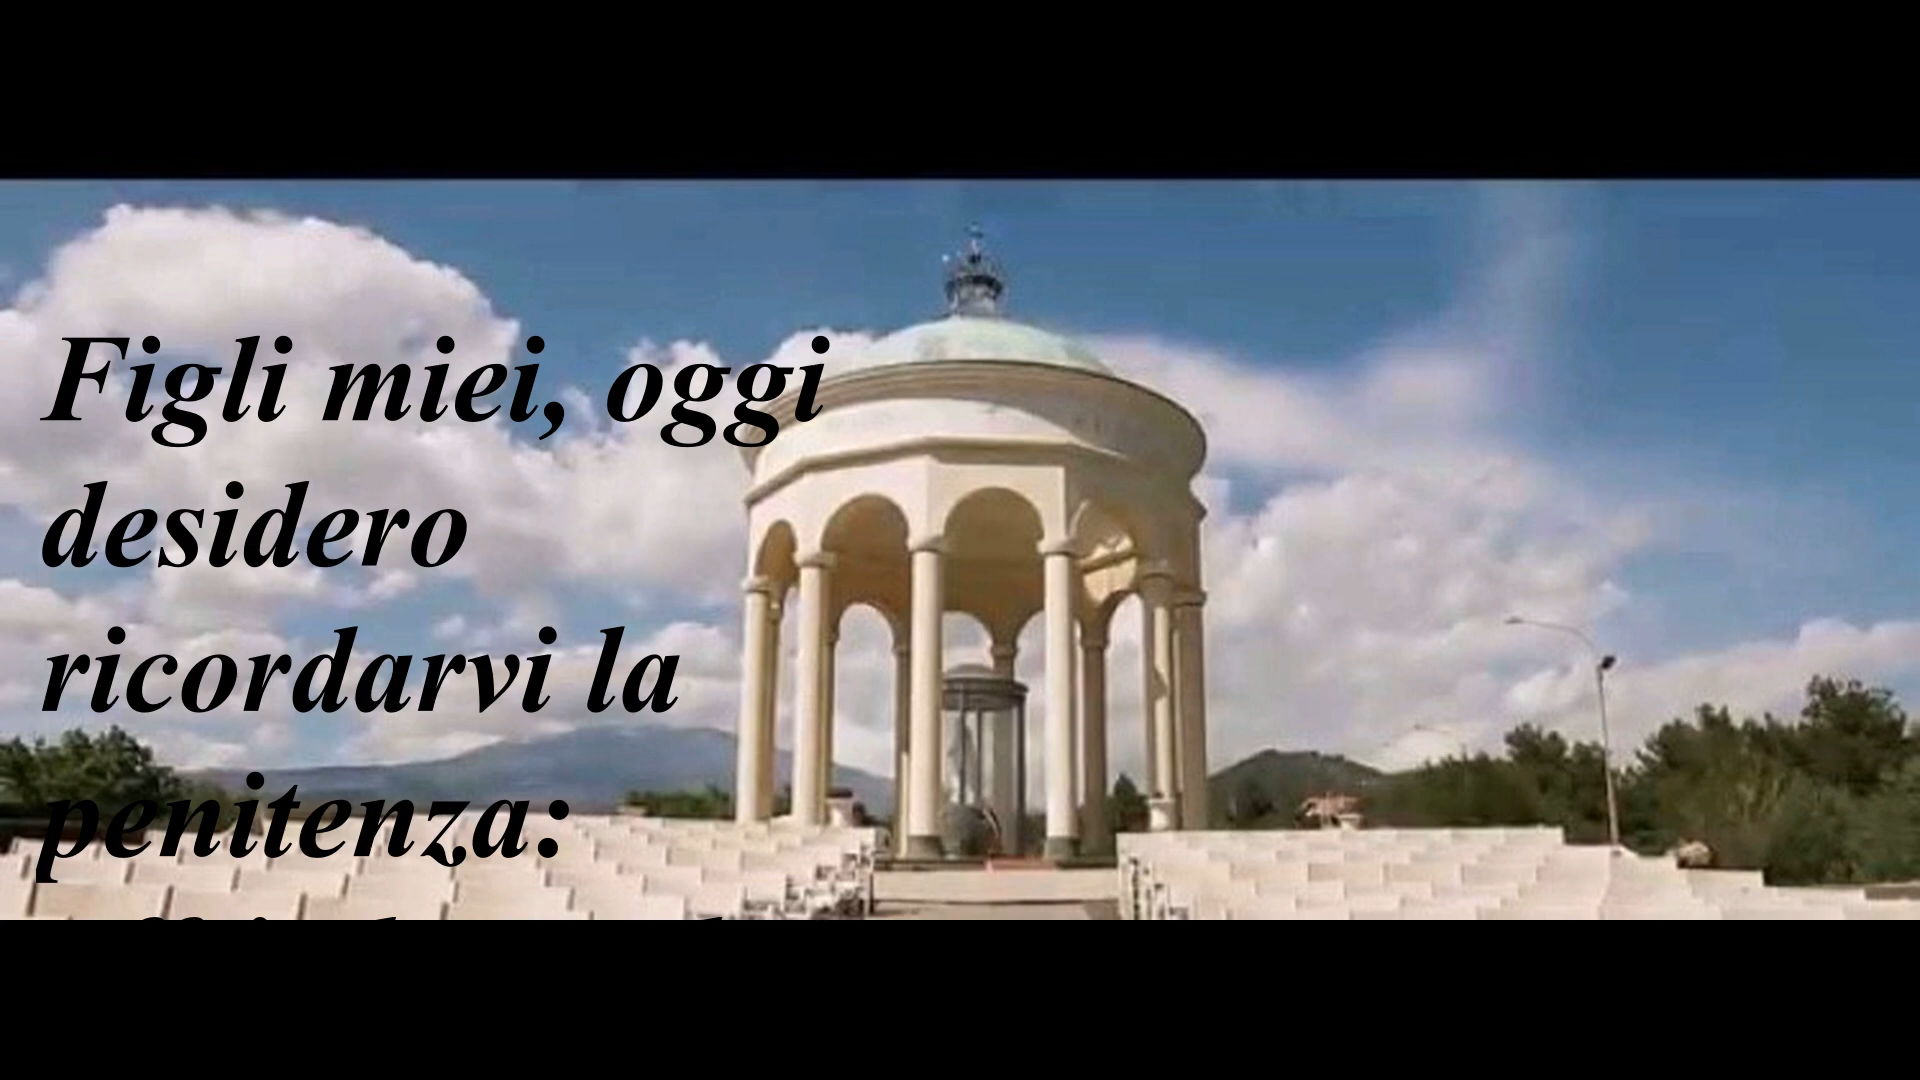 Figli miei, oggi
desidero
ricordarvi la
penitenza: